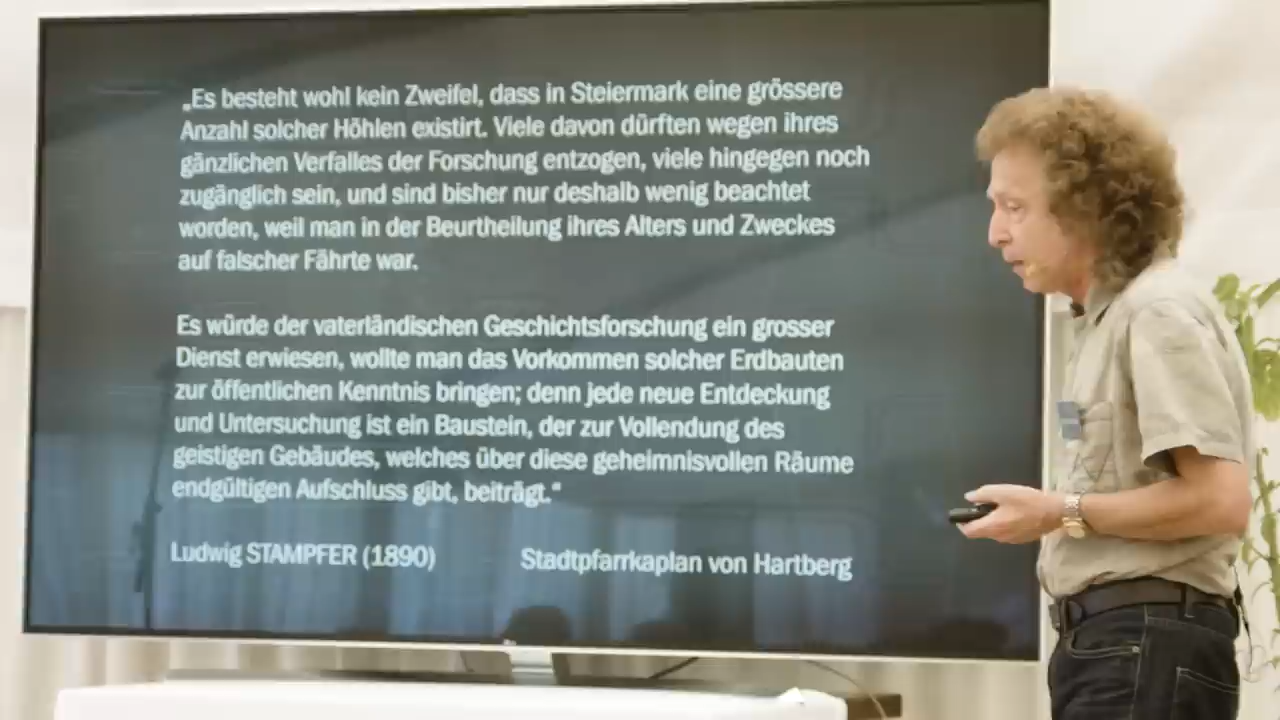 „Es besteht wohl kein Zweifel, dass in Steiermark eine grössere
Anzahl solcher Höhlen existirt. Viele davon dürften wegen ihres
gänzlichen Verfalles der Forschung entzogen, viele hingegen noch
zugänglich sein, und sind bisher nur deshalb wenig beachtet
worden, weil man in der Beurtheilung ihres Alters und Zweckes
auf falscher Fährte war.
Es würde der vaterländischen Geschichtsforschung ein grosser
Dienst erwiesen, wollte man das Vorkommen solcher Erdbauten
zur öffentlichen Kenntnis bringen; denn jede neue Entdeckung
und Untersuchung ist ein Baustein, der zur Vollendung des
geistigen Gebäudes, welches über diese geheimnisvollen Räume
endgültigen Aufschluss gibt, beiträgt.“
Ludwig STAMPFER (1890) Stadtpfarrkaplan von Hartberg